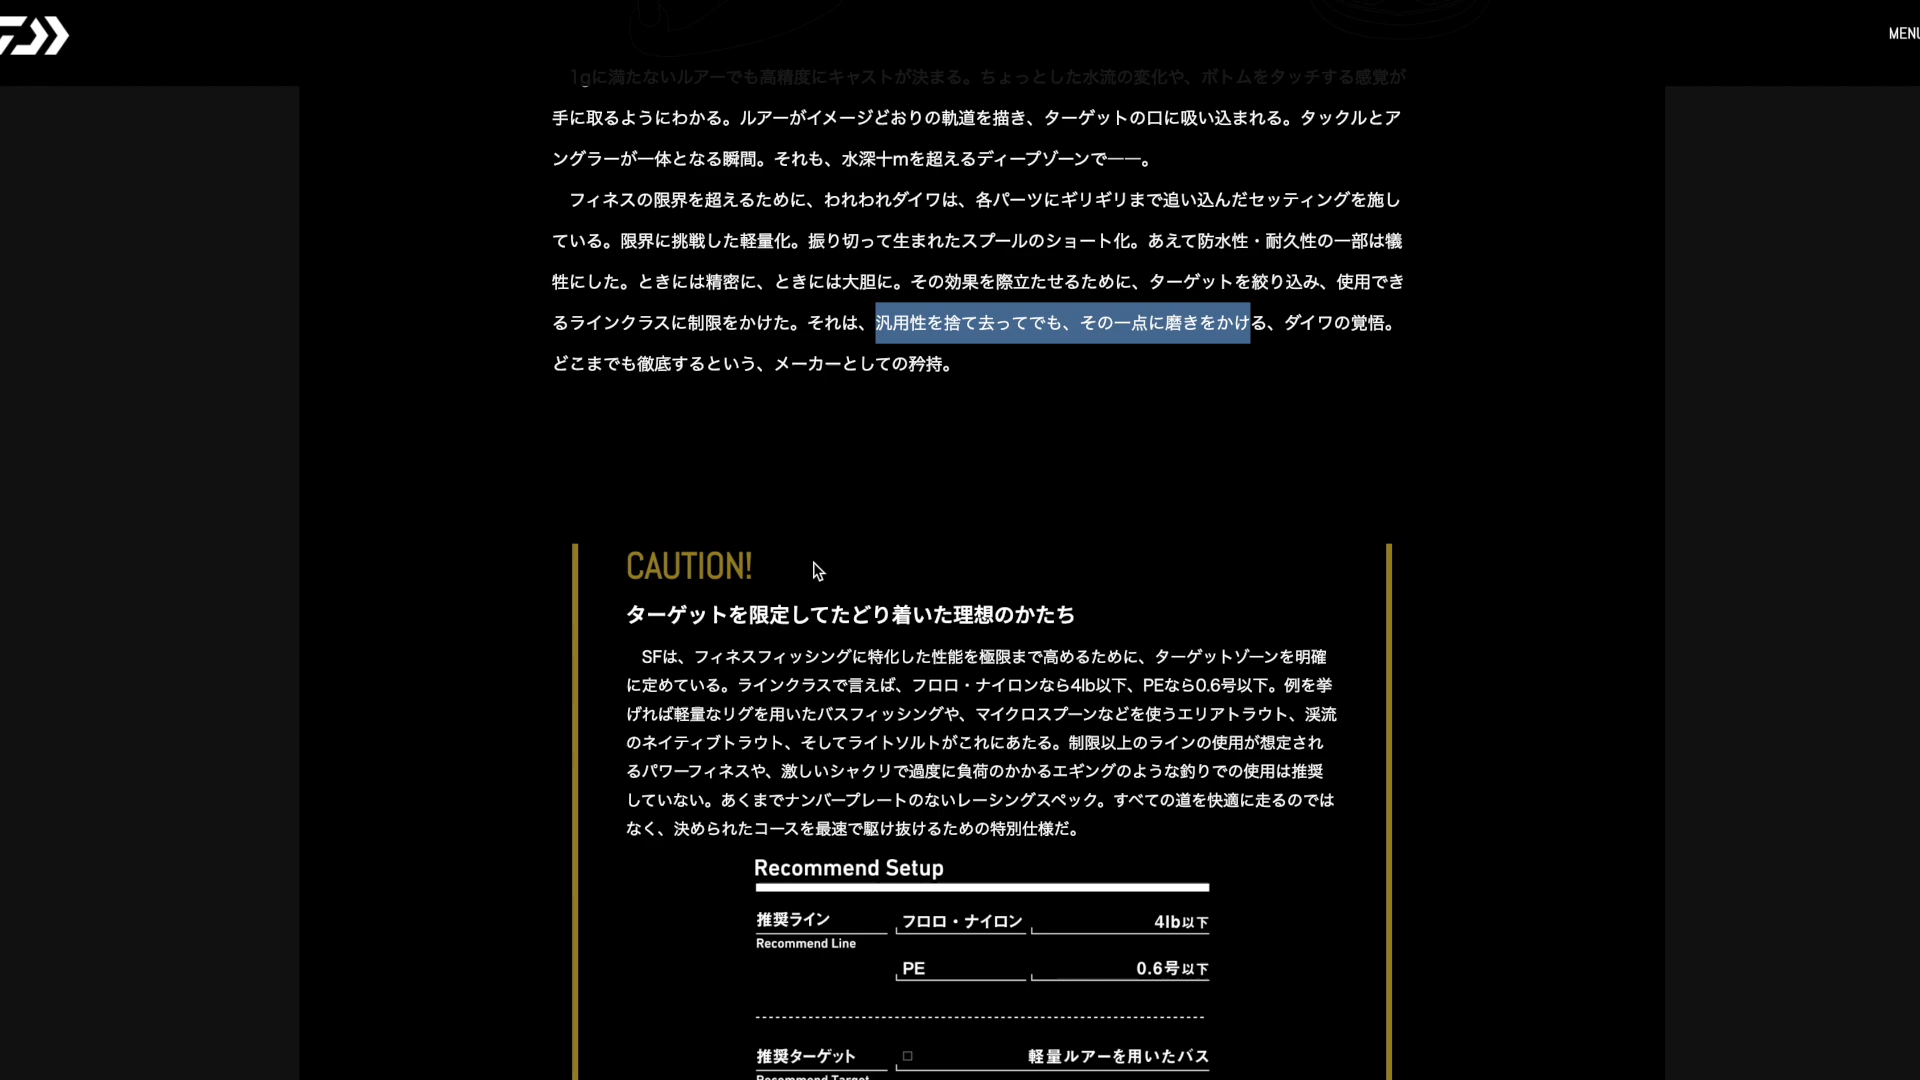 MENU
1gに満たないルアーでも高精度にキャストが決まる。ちょっとした水流の変化や、ボトムをタッチする感覚が
手に取るようにわかる。ルアーがイメージどおりの軌道を描き、ターゲットの口に吸い込まれる。タックルとア
ングラーが一体となる瞬間。それも、水深十mを超えるディープゾーンで——。
フィネスの限界を超えるために、われわれダイワは、各パーツにギリギリまで追い込んだセッティングを施し
ている。限界に挑戦した軽量化。振り切って生まれたスプールのショート化。あえて防水性・耐久性の一部は犠
牲にした。ときには精密に、ときには大胆に。その効果を際立たせるために、ターゲットを絞り込み、使用でき
るラインクラスに制限をかけた。それは、汎用性を捨て去ってでも、その一点に磨きをかける、ダイワの覚悟。
どこまでも徹底するという、メーカーとしての矜持。
CAUTION!
ターゲットを限定してたどり着いた理想のかたち
SFは、フィネスフィッシングに特化した性能を極限まで高めるために、ターゲットゾーンを明確
に定めている。ラインクラスで言えば、フロロ・ナイロンなら4lb以下、PEなら0.6号以下。例を挙
げれば軽量なリグを用いたバスフィッシングや、マイクロスプーンなどを使うエリアトラウト、渓流
のネイティブトラウト、そしてライトソルトがこれにあたる。制限以上のラインの使用が想定され
るパワーフィネスや、激しいシャクリで過度に負荷のかかるエギングのような釣りでの使用は推奨
していない。あくまでナンバープレートのないレーシングスペック。すべての道を快適に走るのでは
なく、決められたコースを最速で駆け抜けるための特別仕様だ。
Recommend Setup
推奨ライン フロロ・ナイロン 4lb以下
Recommend Line
PE 0.6号以下
推奨ターゲット 軽量ルアーを用いたバス
Recommend Target